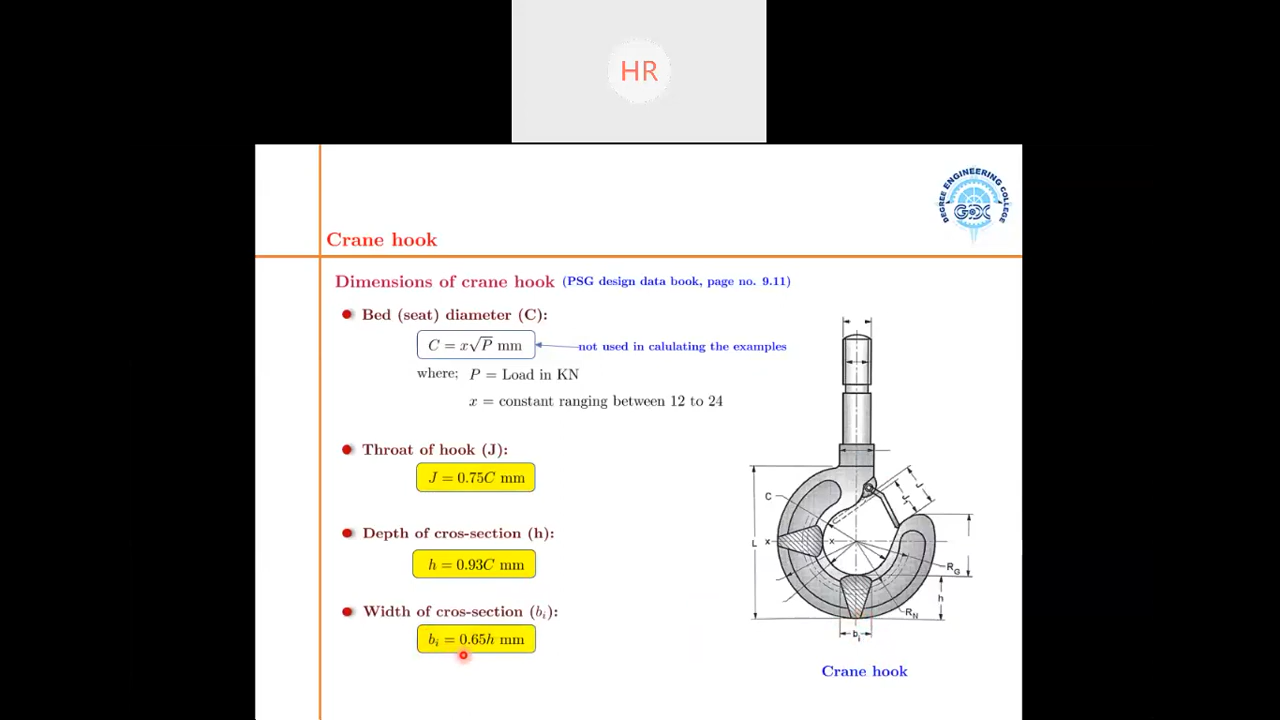 HR
DEGREE ENGINEERING COLLEGE
Crane hook
Dimensions of crane hook (PSG design data book, page no. 9.11)
Bed (seat) diameter (C):
C = x√P mm
not used in calulating the examples
where; P = Load in KN
x = constant ranging between 12 to 24
Throat of hook (J):
J = 0.75C mm
Depth of cros-section (h):
h = 0.93C mm
Width of cros-section (bᵢ):
bᵢ = 0.65h mm
C
J
L
x
x
R_G
h
R_N
bᵢ
Crane hook